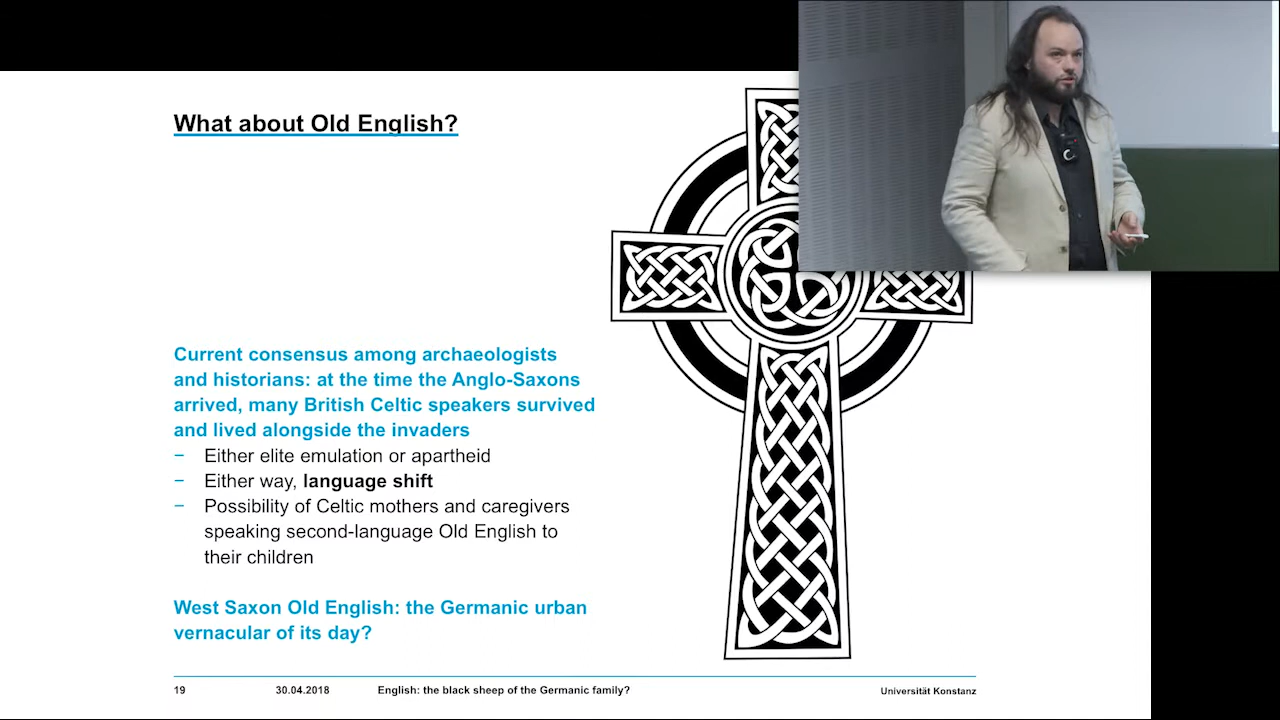 What about Old English?
Current consensus among archaeologists
and historians: at the time the Anglo-Saxons
arrived, many British Celtic speakers survived
and lived alongside the invaders
– Either elite emulation or apartheid
– Either way, language shift
– Possibility of Celtic mothers and caregivers
speaking second-language Old English to
their children
West Saxon Old English: the Germanic urban
vernacular of its day?
19 30.04.2018 English: the black sheep of the Germanic family? Universität Konstanz